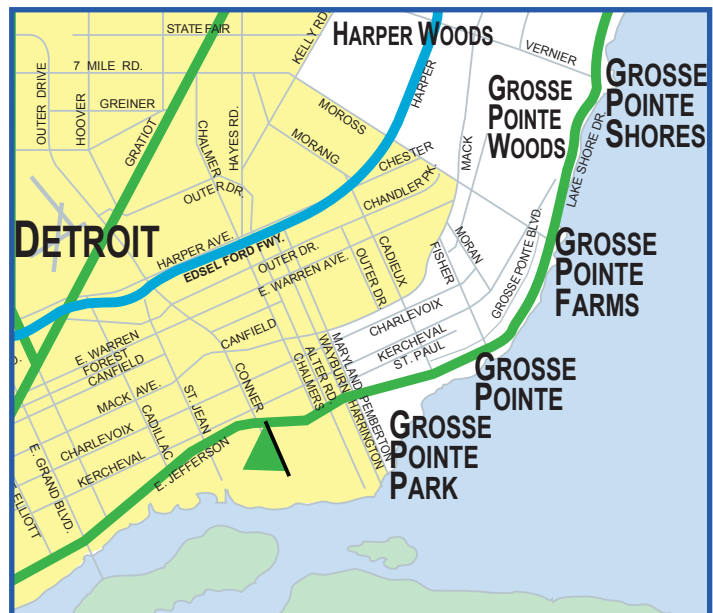 STATE FAIR
KELLY RD.
HARPER WOODS
VERNIER
7 MILE RD.
HARPER
GROSSE
POINTE
SHORES
OUTER DRIVE
HOOVER
GREINER
GRATIOT
CHALMER
HAYES RD.
MOROSS
MORANG
MACK
GROSSE
POINTE
WOODS
LAKE SHORE DR.
CHESTER
CHANDLER PK.
OUTER DR.
DETROIT
HARPER AVE.
EDSEL FORD FWY.
OUTER DR.
E. WARREN AVE.
CADIEUX
OUTER DR.
FISHER
MORAN
GROSSE PONTE BLVD.
GROSSE
POINTE
FARMS
D.
E. WARREN
FOREST
CANFIELD
CANFIELD
CHARLEVOIX
KERCHEVAL
ST. PAUL
MARYLAND
WAYBURN
ALTER RD.
CHALMERS
PEMBERTON
HARRINGTON
GROSSE
POINTE
MACK AVE.
CONNER
ST. JEAN
CADILLAC
CHARLEVOIX
KERCHEVAL
E. JEFFERSON
GROSSE
POINTE
PARK
E. GRAND BLVD.
ELLIOTT